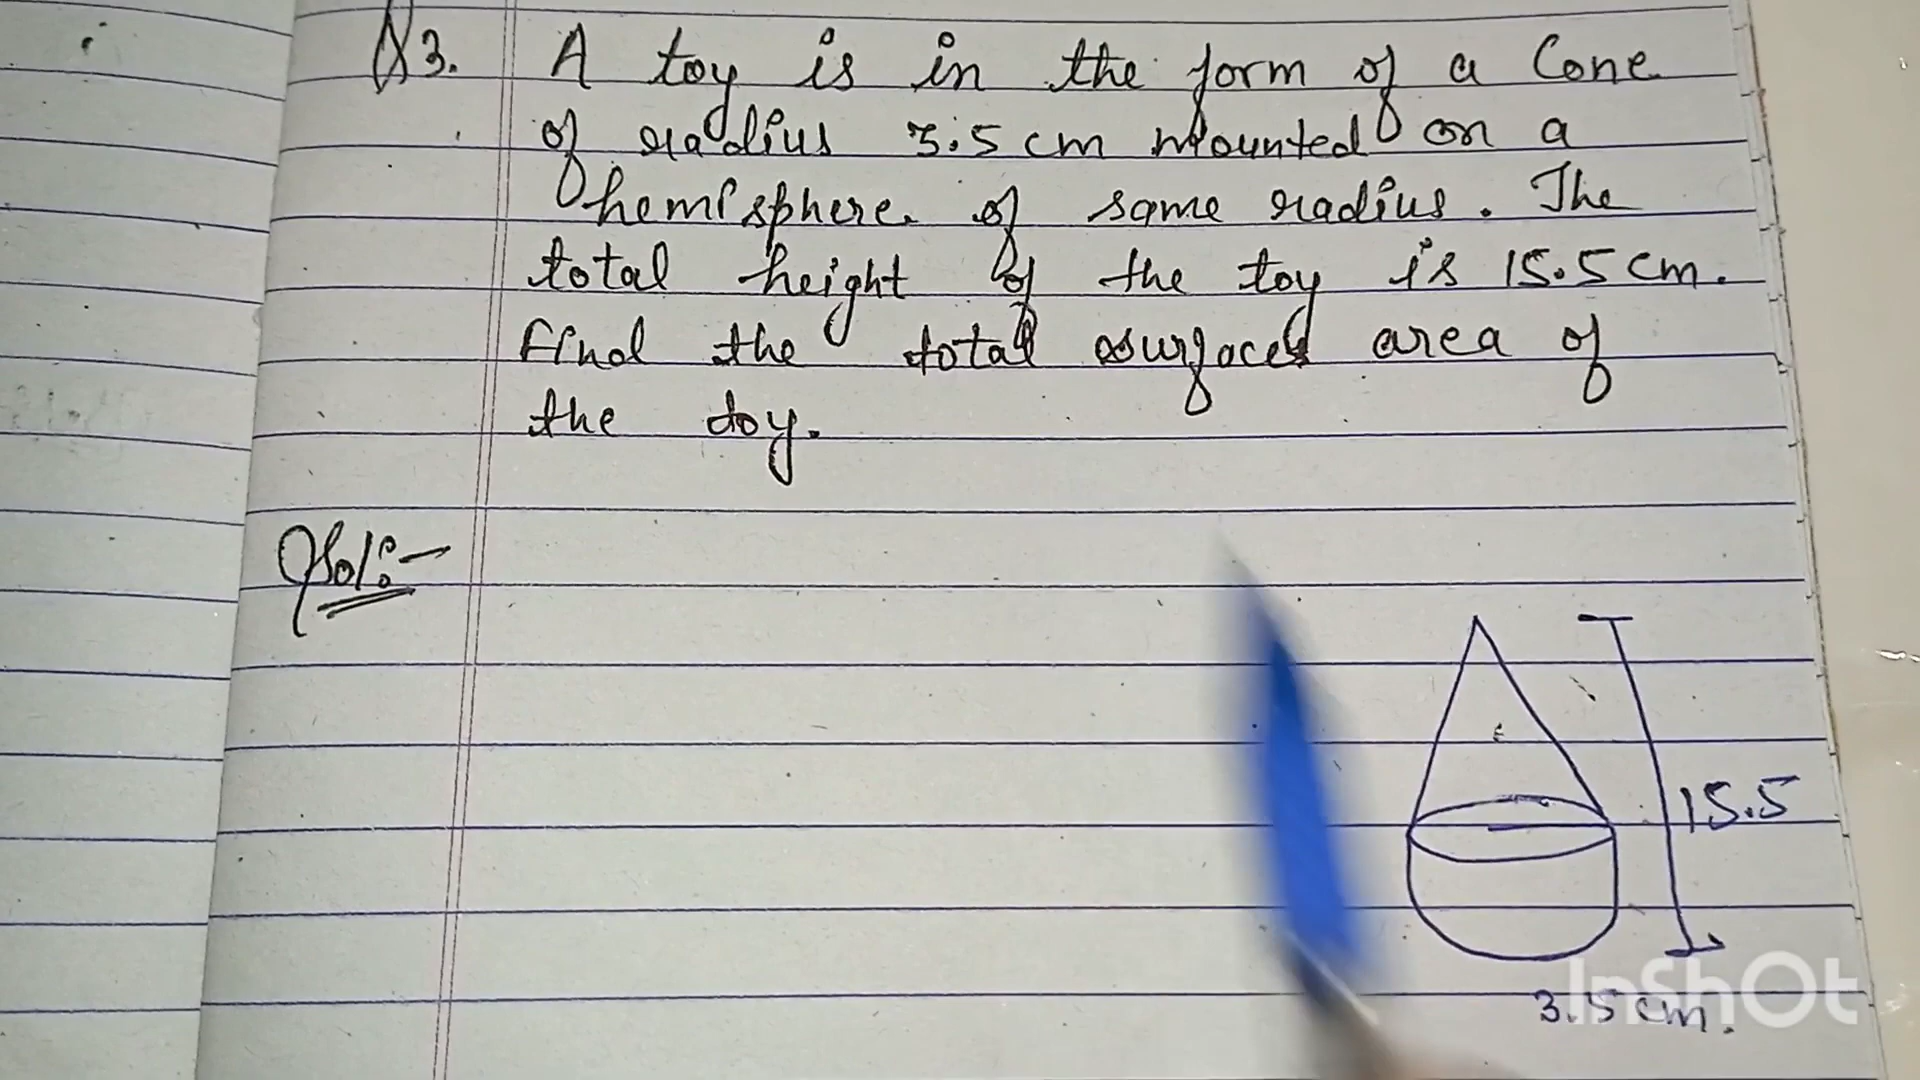 Q3. A toy is in the form of a Cone
of radius 3.5 cm mounted on a
hemisphere of same radius. The
total height of the toy is 15.5 cm.
Find the total surface area of
the toy.
Sol:-
15.5
3.5 cm.
InShOt